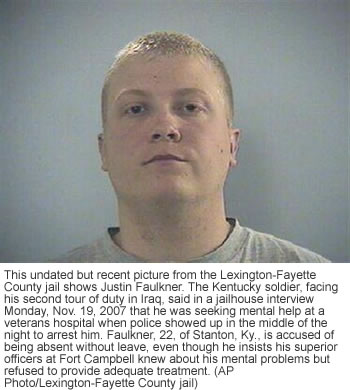 This undated but recent picture from the Lexington-Fayette
County jail shows Justin Faulkner. The Kentucky soldier, facing
his second tour of duty in Iraq, said in a jailhouse interview
Monday, Nov. 19, 2007 that he was seeking mental help at a
veterans hospital when police showed up in the middle of the
night to arrest him. Faulkner, 22, of Stanton, Ky., is accused of
being absent without leave, even though he insists his superior
officers at Fort Campbell knew about his mental problems but
refused to provide adequate treatment. (AP
Photo/Lexington-Fayette County jail)